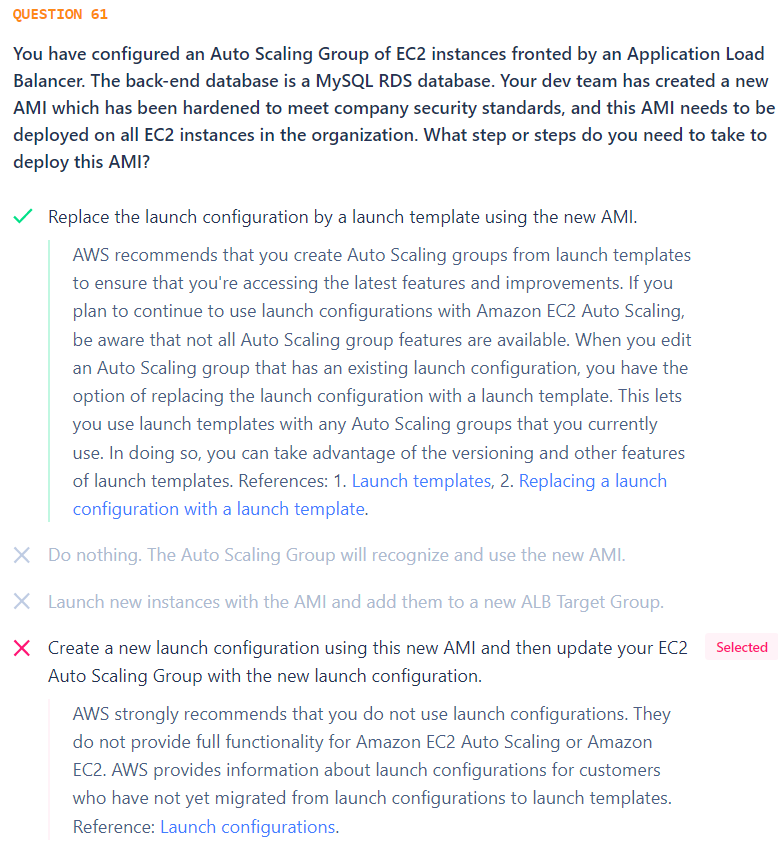 QUESTION 61
You have configured an Auto Scaling Group of EC2 instances fronted by an Application Load
Balancer. The back-end database is a MySQL RDS database. Your dev team has created a new
AMI which has been hardened to meet company security standards, and this AMI needs to be
deployed on all EC2 instances in the organization. What step or steps do you need to take to
deploy this AMI?
Replace the launch configuration by a launch template using the new AMI.
AWS recommends that you create Auto Scaling groups from launch templates
to ensure that you're accessing the latest features and improvements. If you
plan to continue to use launch configurations with Amazon EC2 Auto Scaling,
be aware that not all Auto Scaling group features are available. When you edit
an Auto Scaling group that has an existing launch configuration, you have the
option of replacing the launch configuration with a launch template. This lets
you use launch templates with any Auto Scaling groups that you currently
use. In doing so, you can take advantage of the versioning and other features
of launch templates. References: 1. Launch templates, 2. Replacing a launch
configuration with a launch template.
Do nothing. The Auto Scaling Group will recognize and use the new AMI.
Launch new instances with the AMI and add them to a new ALB Target Group.
Create a new launch configuration using this new AMI and then update your EC2
Auto Scaling Group with the new launch configuration.
Selected
AWS strongly recommends that you do not use launch configurations. They
do not provide full functionality for Amazon EC2 Auto Scaling or Amazon
EC2. AWS provides information about launch configurations for customers
who have not yet migrated from launch configurations to launch templates.
Reference: Launch configurations.